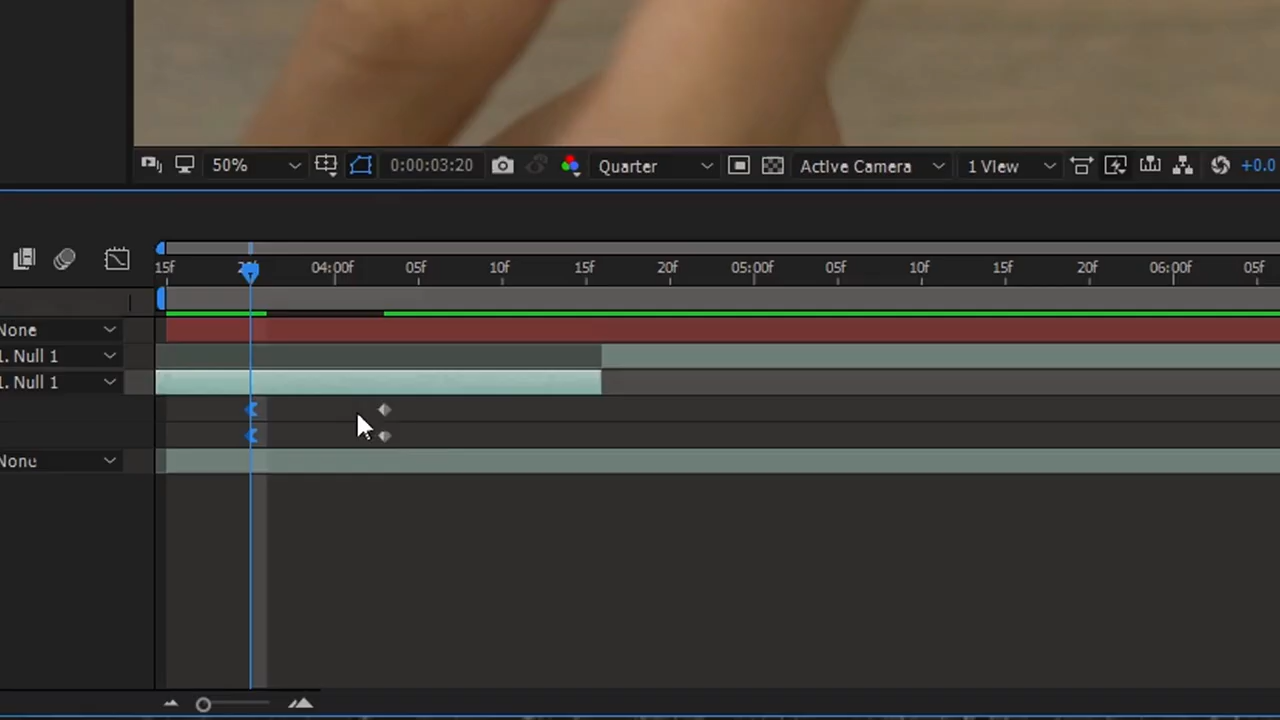 50% 0:00:03:20 Quarter Active Camera 1 View +0.0
15f 04:00f 05f 10f 15f 20f 05:00f 05f 10f 15f 20f 06:00f 05f
None
1. Null 1
1. Null 1
None